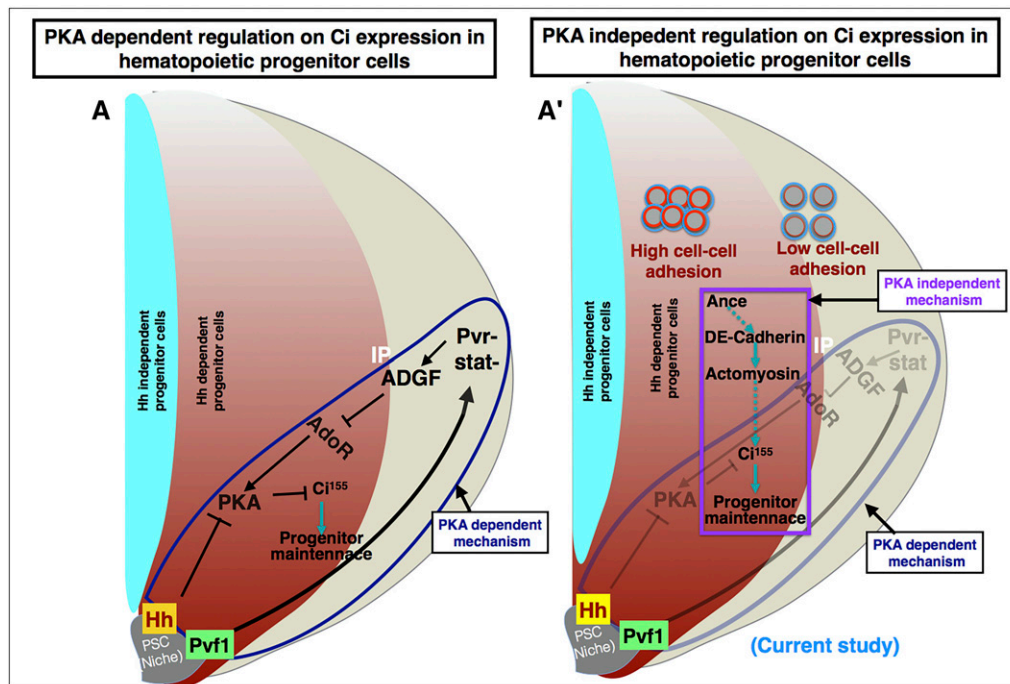 PKA dependent regulation on Ci expression in
hematopoietic progenitor cells
A
Hh independent
progenitor cells
Hh dependent
progenitor cells
IP
Pvr-
stat-
ADGF
AdoR
PKA
Ci155
Progenitor
maintennace
PKA dependent
mechanism
Hh
PSC
Niche)
Pvf1
PKA indepedent regulation on Ci expression in
hematopoietic progenitor cells
A'
High cell-cell
adhesion
Low cell-cell
adhesion
PKA independent
mechanism
Hh independent
progenitor cells
Hh dependent
progenitor cells
Ance
DE-Cadherin
Actomyosin
Ci155
Progenitor
maintennace
IP
Pvr-
stat
ADGF
AdoR
PKA
PKA dependent
mechanism
Hh
PSC
Niche)
Pvf1
(Current study)